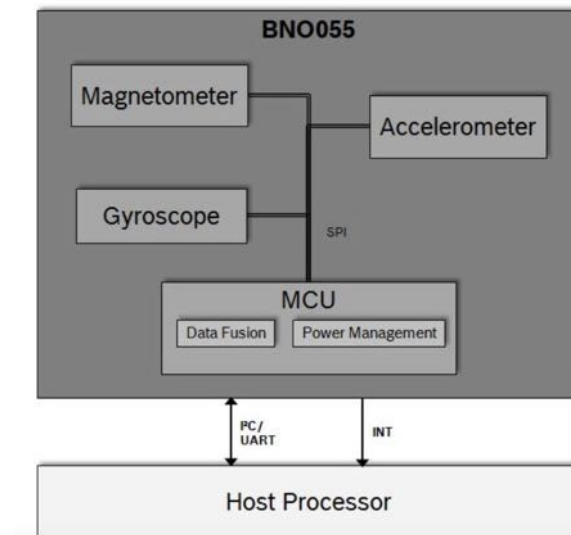 BNO055
Magnetometer
Accelerometer
Gyroscope
SPI
MCU
Data Fusion
Power Management
I²C/
UART
INT
Host Processor